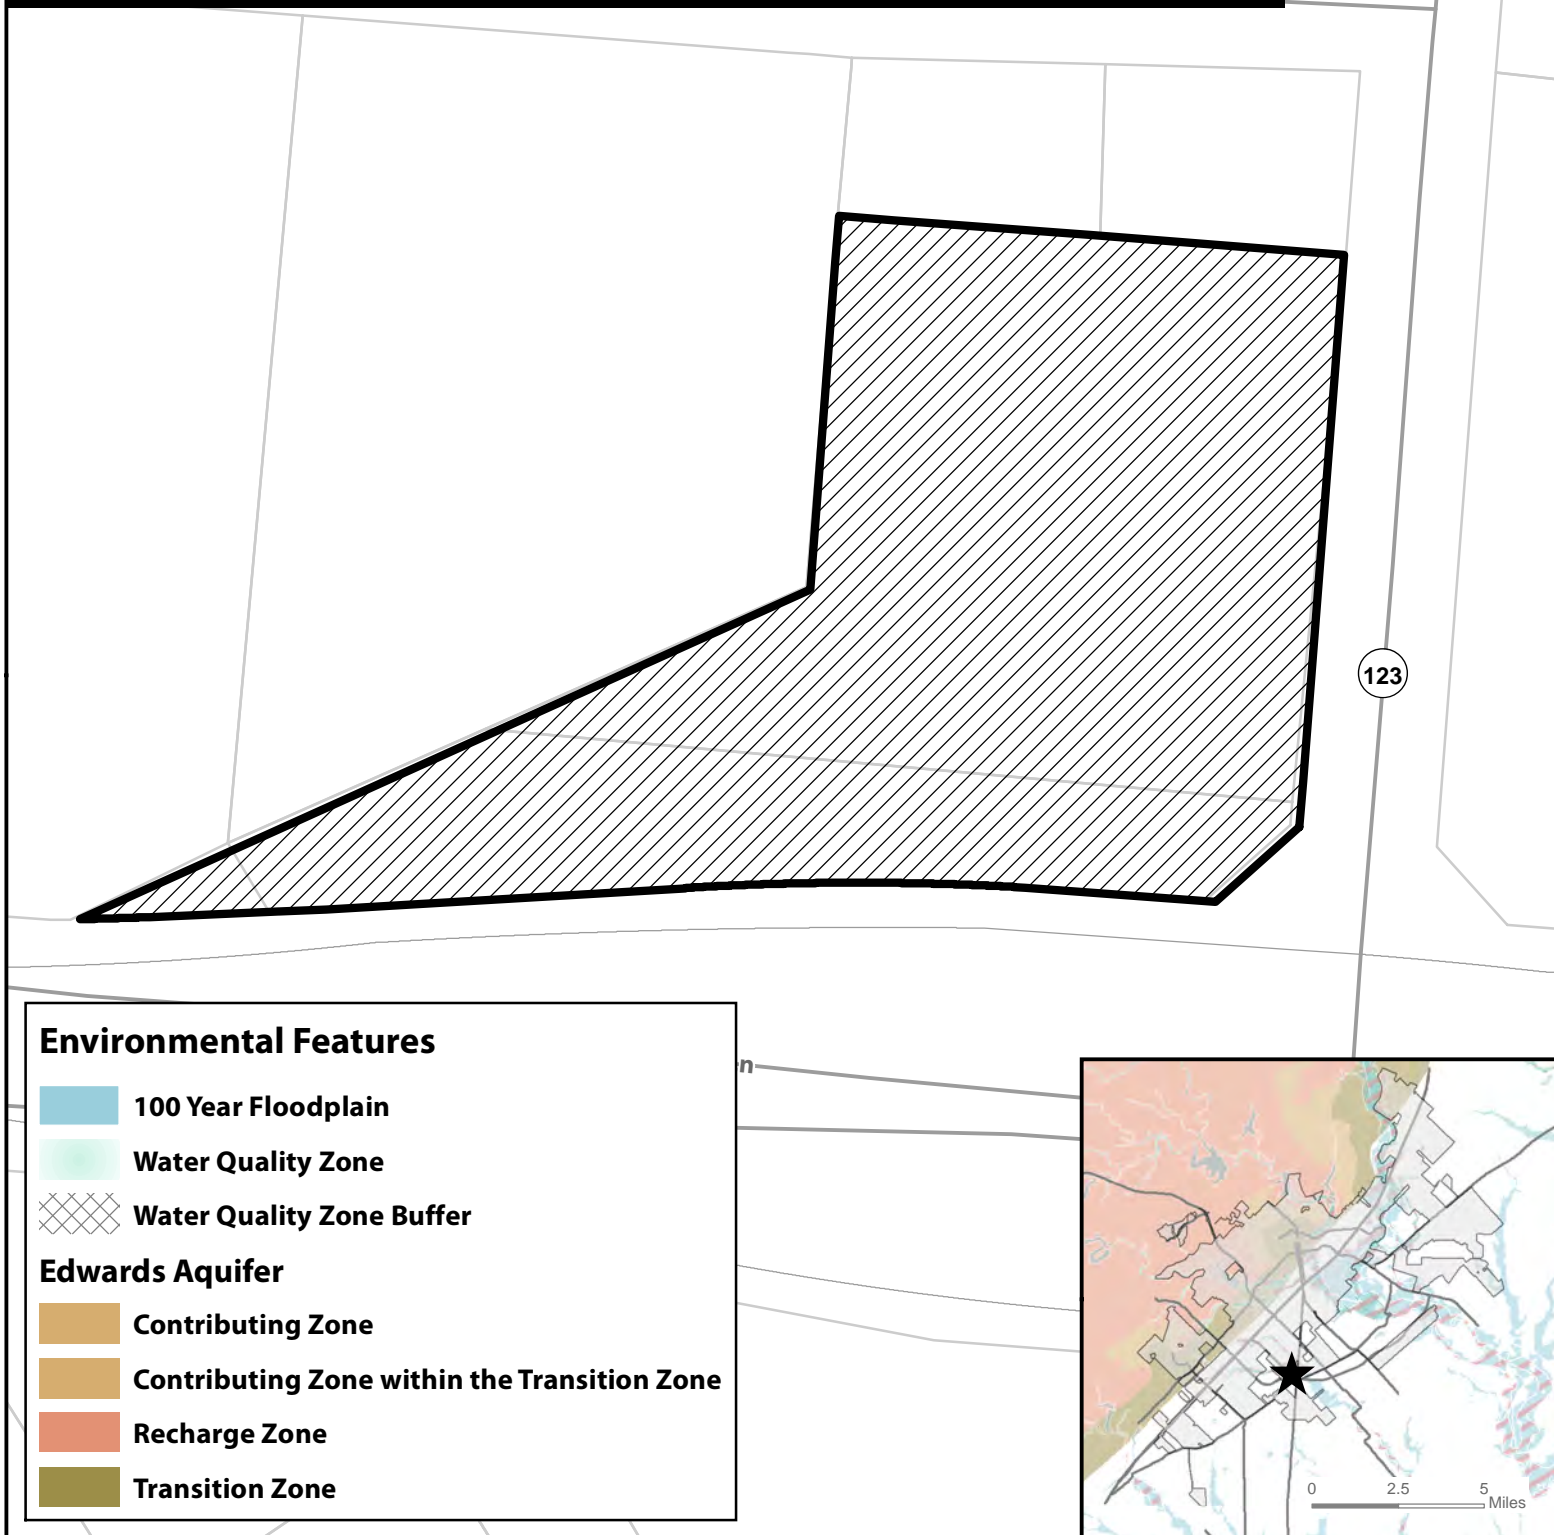 123
Environmental Features
100 Year Floodplain
Water Quality Zone
Water Quality Zone Buffer
Edwards Aquifer
Contributing Zone
Contributing Zone within the Transition Zone
Recharge Zone
Transition Zone
n
0 2.5 5
Miles